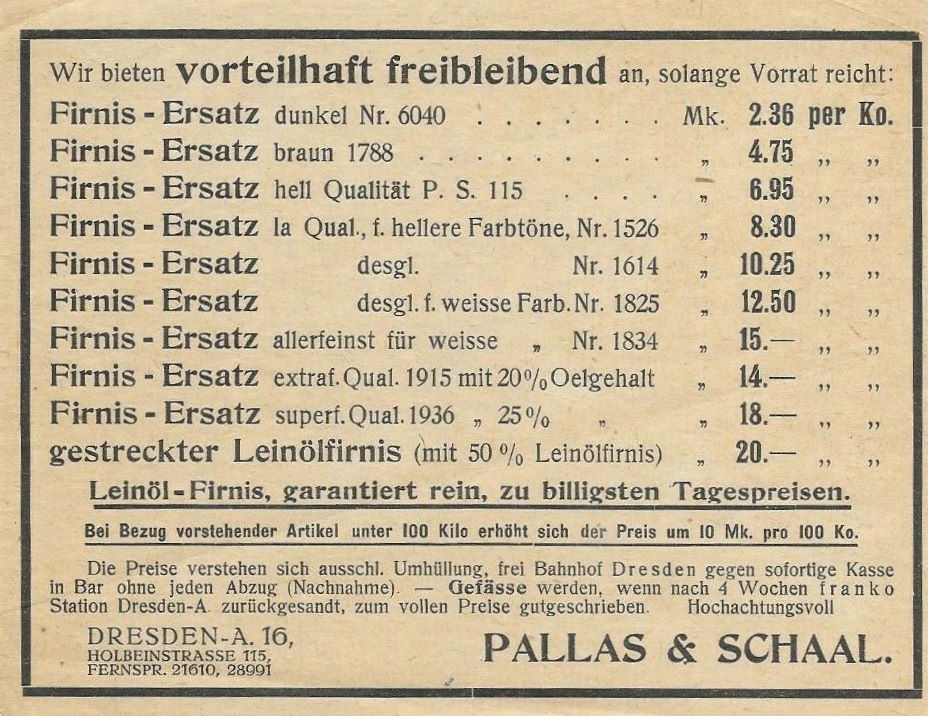 Wir bieten vorteilhaft freibleibend an, solange Vorrat reicht:
Firnis - Ersatz dunkel Nr. 6040 . . . . . . . Mk. 2.36 per Ko.
Firnis - Ersatz braun 1788 . . . . . . . . . „ 4.75 „ „
Firnis - Ersatz hell Qualität P. S. 115 . . . . „ 6.95 „ „
Firnis - Ersatz Ia Qual., f. hellere Farbtöne, Nr. 1526 „ 8.30 „ „
Firnis - Ersatz desgl. Nr. 1614 „ 10.25 „ „
Firnis - Ersatz desgl. f. weisse Farb. Nr. 1825 „ 12.50 „ „
Firnis - Ersatz allerfeinst für weisse „ Nr. 1834 „ 15.— „ „
Firnis - Ersatz extraf. Qual. 1915 mit 20% Oelgehalt „ 14.— „ „
Firnis - Ersatz superf. Qual. 1936 „ 25% „ „ 18.— „ „
gestreckter Leinölfirnis (mit 50 % Leinölfirnis) „ 20.— „ „
Leinöl-Firnis, garantiert rein, zu billigsten Tagespreisen.
Bei Bezug vorstehender Artikel unter 100 Kilo erhöht sich der Preis um 10 Mk. pro 100 Ko.
Die Preise verstehen sich ausschl. Umhüllung, frei Bahnhof Dresden gegen sofortige Kasse
in Bar ohne jeden Abzug (Nachnahme). — Gefässe werden, wenn nach 4 Wochen franko
Station Dresden-A. zurückgesandt, zum vollen Preise gutgeschrieben. Hochachtungsvoll
DRESDEN-A. 16,
HOLBEINSTRASSE 115,
FERNSPR. 21610, 28991
PALLAS & SCHAAL.